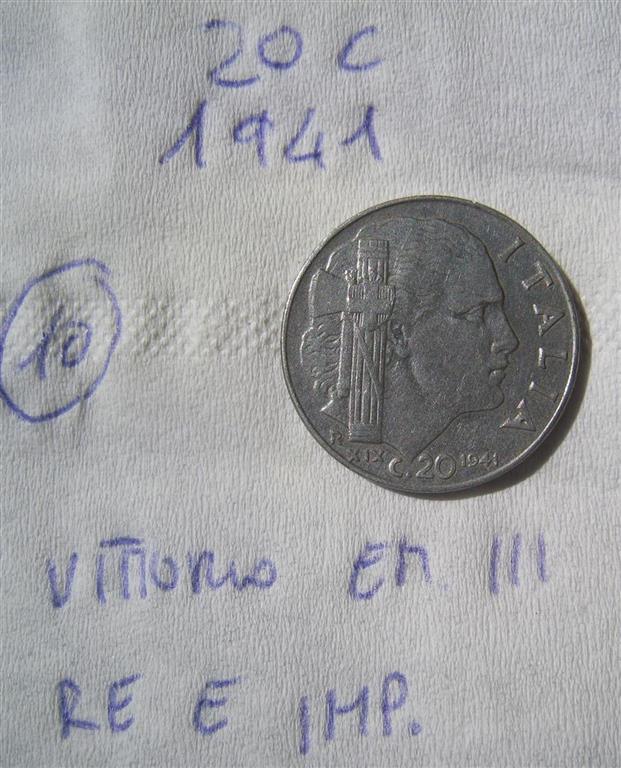 20 C
1941
10
ITALIA
R
XIX C.20 1941
VITTORIO EM. III
RE E IMP.